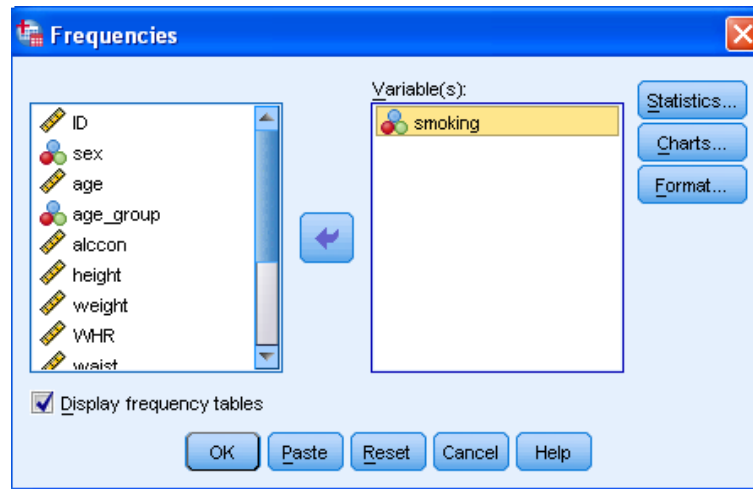 Frequencies
ID
sex
age
age_group
alccon
height
weight
WHR
waist
Variable(s):
smoking
Statistics...
Charts...
Format...
Display frequency tables
OK
Paste
Reset
Cancel
Help